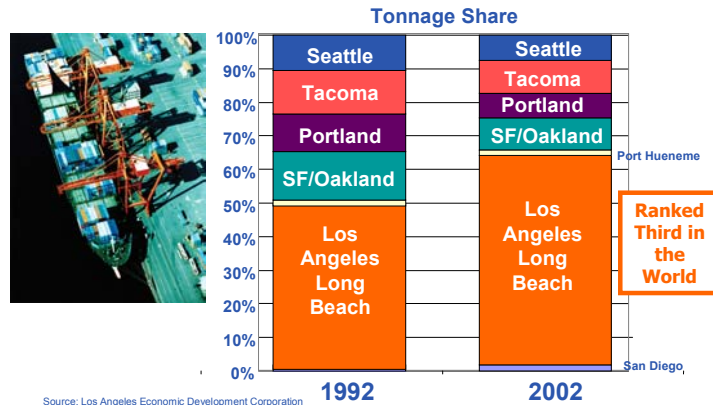 Tonnage Share
100%
90%
80%
70%
60%
50%
40%
30%
20%
10%
0%
Seattle
Tacoma
Portland
SF/Oakland
Los
Angeles
Long
Beach
Seattle
Tacoma
Portland
SF/Oakland
Los
Angeles
Long
Beach
Port Hueneme
Ranked
Third in
the
World
San Diego
1992
2002
Source: Los Angeles Economic Development Corporation